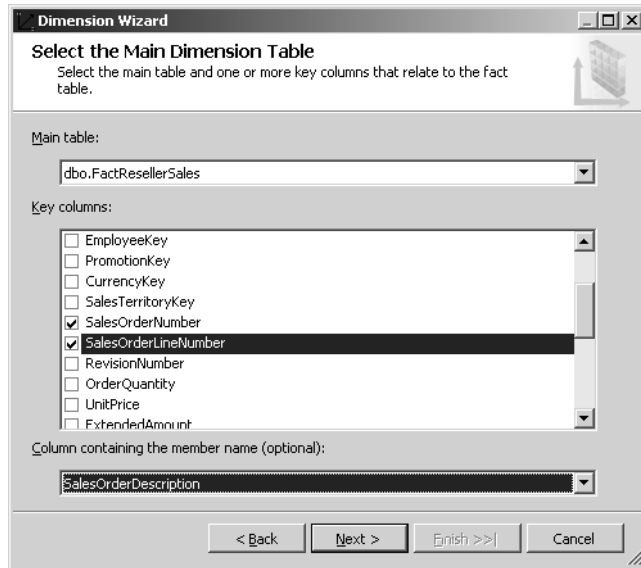 Dimension Wizard
Select the Main Dimension Table
Select the main table and one or more key columns that relate to the fact
table.
Main table:
dbo.FactResellerSales
Key columns:
EmployeeKey
PromotionKey
CurrencyKey
SalesTerritoryKey
SalesOrderNumber
SalesOrderLineNumber
RevisionNumber
OrderQuantity
UnitPrice
ExtendedAmount
Column containing the member name (optional):
SalesOrderDescription
< Back
Next >
Finish >>|
Cancel